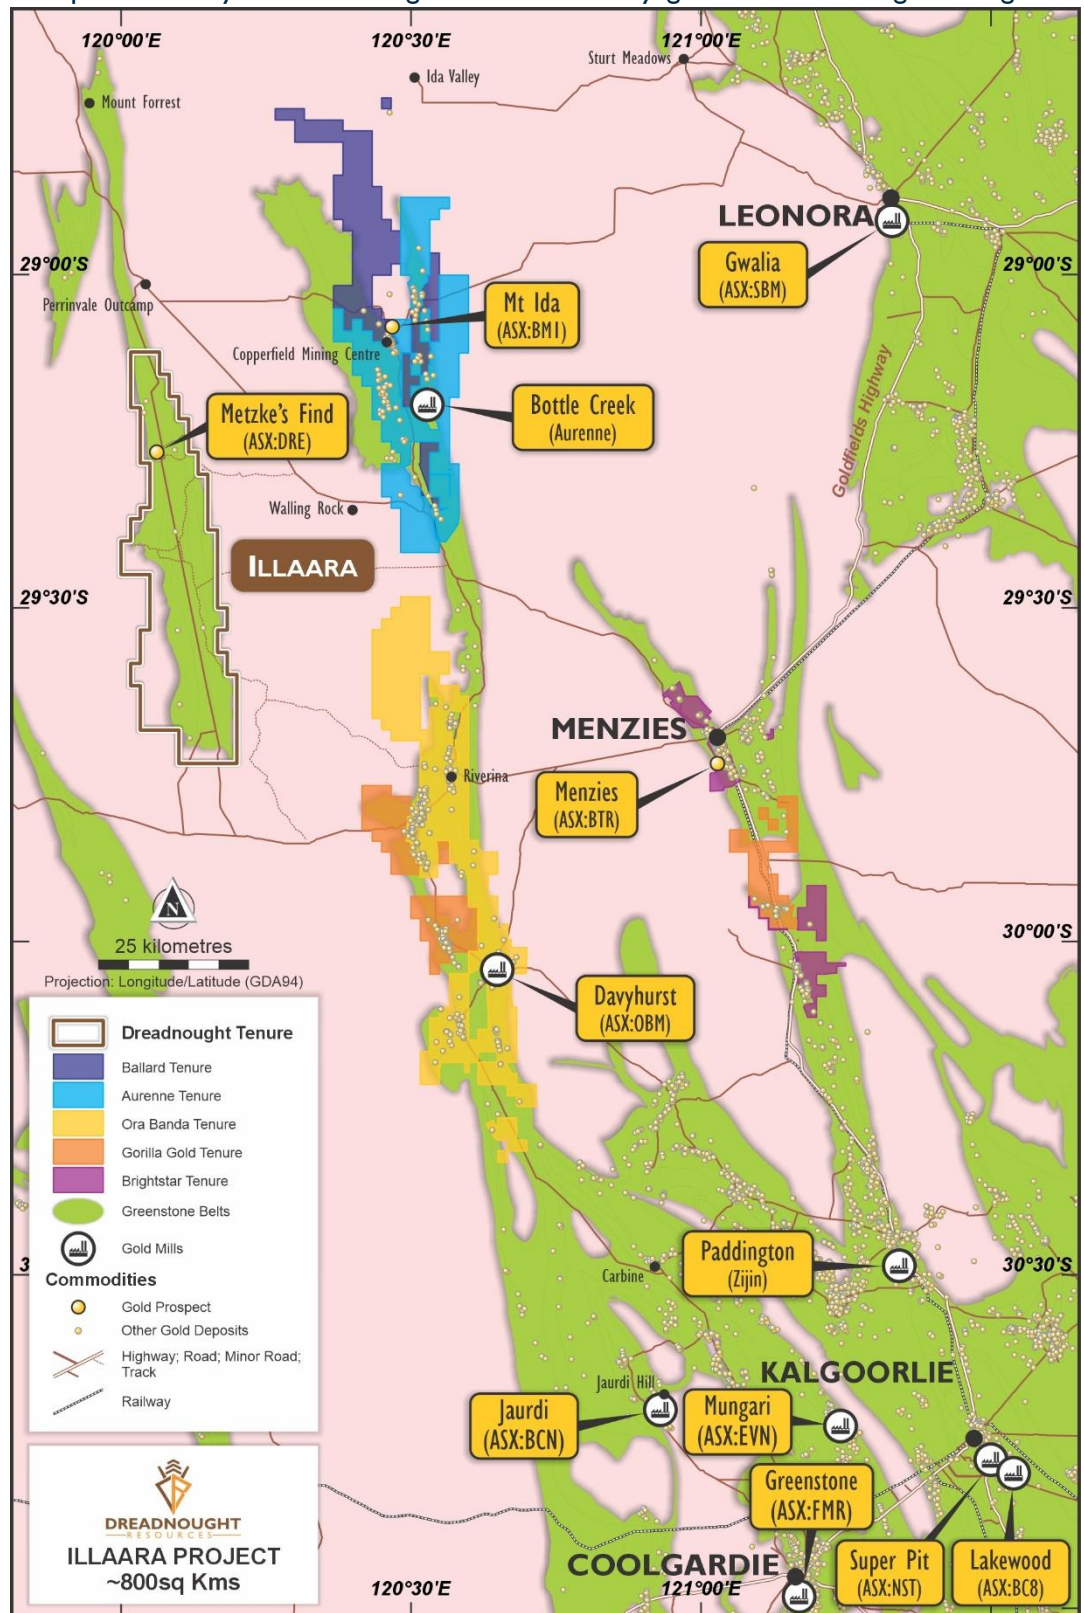 120°00'E
120°30'E
121°00'E
Sturt Meadows
Ida Valley
Mount Forrest
LEONORA
Gwalia
(ASX:SBM)
29°00'S
29°00'S
Perrinvale Outcamp
Mt Ida
(ASX:BM1)
Copperfield Mining Centre
Bottle Creek
(Aurenne)
Metzke's Find
(ASX:DRE)
Goldfields Highway
Walling Rock
ILLAARA
29°30'S
29°30'S
MENZIES
Riverina
Menzies
(ASX:BTR)
N
25 kilometres
Projection: Longitude/Latitude (GDA94)
30°00'S
Davyhurst
(ASX:OBM)
Dreadnought Tenure
Ballard Tenure
Aurenne Tenure
Ora Banda Tenure
Gorilla Gold Tenure
Brightstar Tenure
Greenstone Belts
Gold Mills
Commodities
Gold Prospect
Other Gold Deposits
Highway; Road; Minor Road;
Track
Railway
Paddington
(Zijin)
30°30'S
Carbine
KALGOORLIE
Jaurdi Hill
Jaurdi
(ASX:BCN)
Mungari
(ASX:EVN)
Greenstone
(ASX:FMR)
Super Pit
(ASX:NST)
Lakewood
(ASX:BC8)
COOLGARDIE
DREADNOUGHT
RESOURCES
ILLAARA PROJECT
~800sq Kms
120°30'E
121°00'E